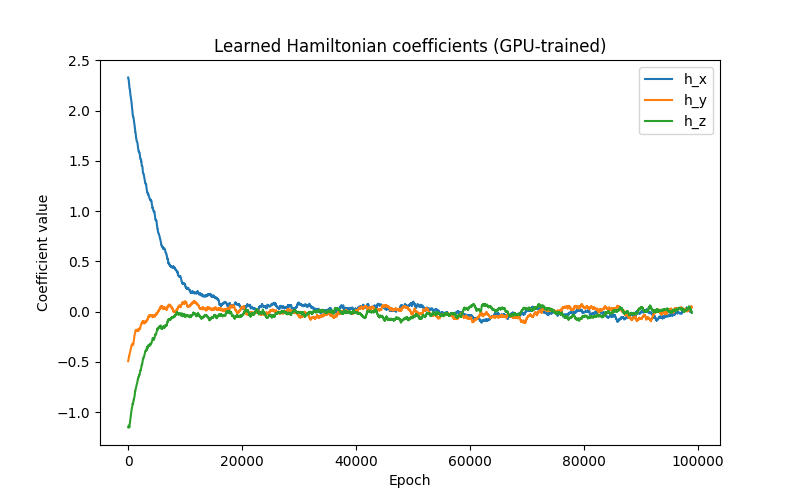 Learned Hamiltonian coefficients (GPU-trained)
2.5
2.0
1.5
1.0
0.5
0.0
−0.5
−1.0
Coefficient value
h_x
h_y
h_z
0 20000 40000 60000 80000 100000
Epoch